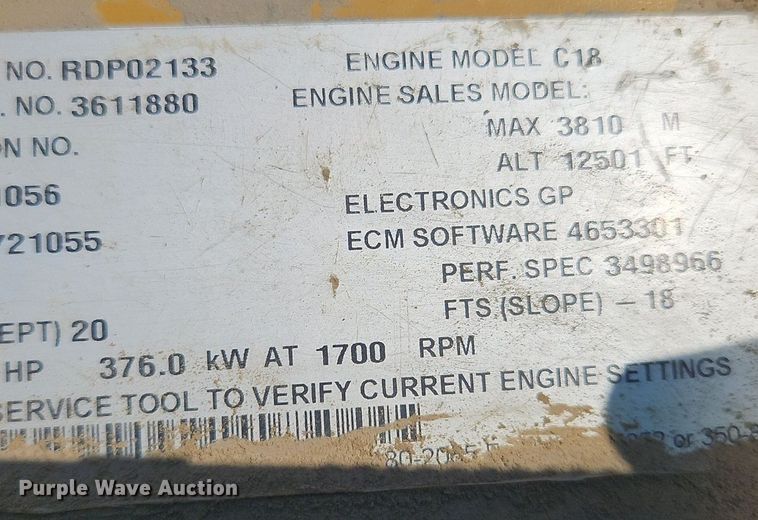 NO. RDP02133 ENGINE MODEL C18
. NO. 3611880 ENGINE SALES MODEL:
MAX 3810 M
N NO. ALT 12501 FT
056 ELECTRONICS GP
721055 ECM SOFTWARE 4653301
PERF. SPEC 3498966
FTS (SLOPE) – 18
EPT) 20
HP 376.0 kW AT 1700 RPM
SERVICE TOOL TO VERIFY CURRENT ENGINE SETTINGS
or 350-
Purple Wave Auction